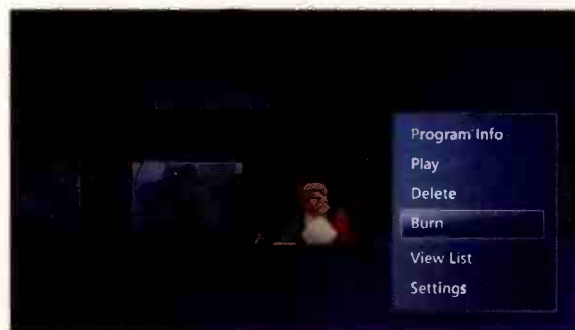 Program Info
Play
Delete
Burn
View List
Settings